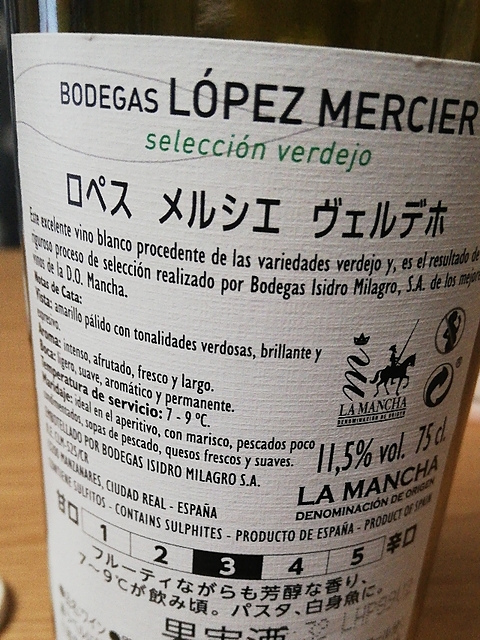 BODEGAS LÓPEZ MERCIER
selección verdejo
ロペス メルシエ ヴェルデホ
Este excelente vino blanco procedente de las variedades verdejo y, es el resultado de
riguroso proceso de selección realizado por Bodegas Isidro Milagro, S.A. de los mejores
vinos de la D.O. Mancha.
Notas de Cata:
Vista: amarillo pálido con tonalidades verdosas, brillante y
Aroma: intenso, afrutado, fresco y largo.
Boca: ligero, suave, aromático y permanente.
Temperatura de servicio: 7 - 9 ºC.
Maridaje: ideal en el aperitivo, con marisco, pescados poco
sopas de pescado, quesos frescos y suaves.
POR BODEGAS ISIDRO MILAGRO S.A.
MANZANARES, CIUDAD REAL - ESPAÑA
CONTIENE SULFITOS - CONTAINS SULPHITES - PRODUCTO DE ESPAÑA - PRODUCT OF SPAIN
m
LA MANCHA
DENOMINACIÓN DE ORIGEN
11,5% vol. 75 cl.
LA MANCHA
DENOMINACIÓN DE ORIGEN
甘口 1 2 3 4 5 辛口
フルーティながらも芳醇な香り、
7～9℃が飲み頃。パスタ、白身魚に。
果実酒